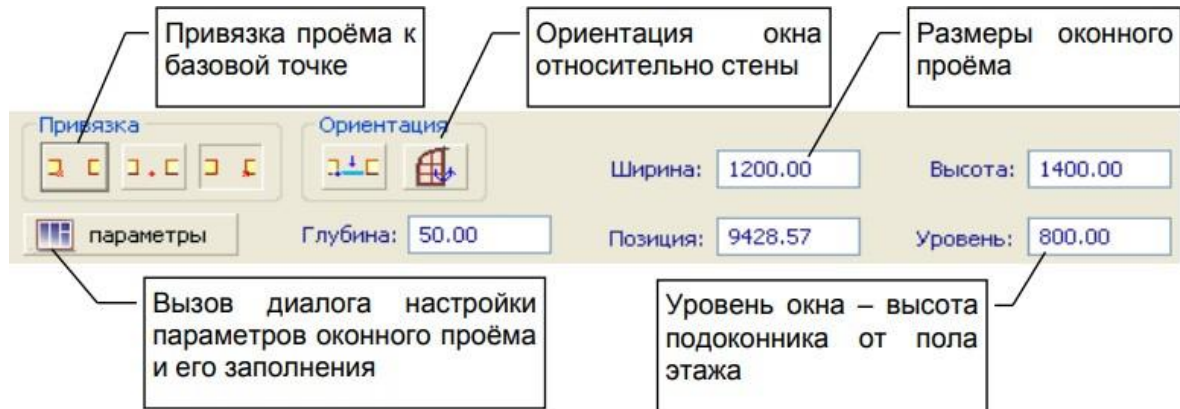 Привязка проёма к
базовой точке
Ориентация окна
относительно стены
Размеры оконного
проёма
Привязка
Ориентация
Ширина: 1200.00
Высота: 1400.00
параметры
Глубина: 50.00
Позиция: 9428.57
Уровень: 800.00
Вызов диалога настройки
параметров оконного проёма
и его заполнения
Уровень окна – высота
подоконника от пола
этажа